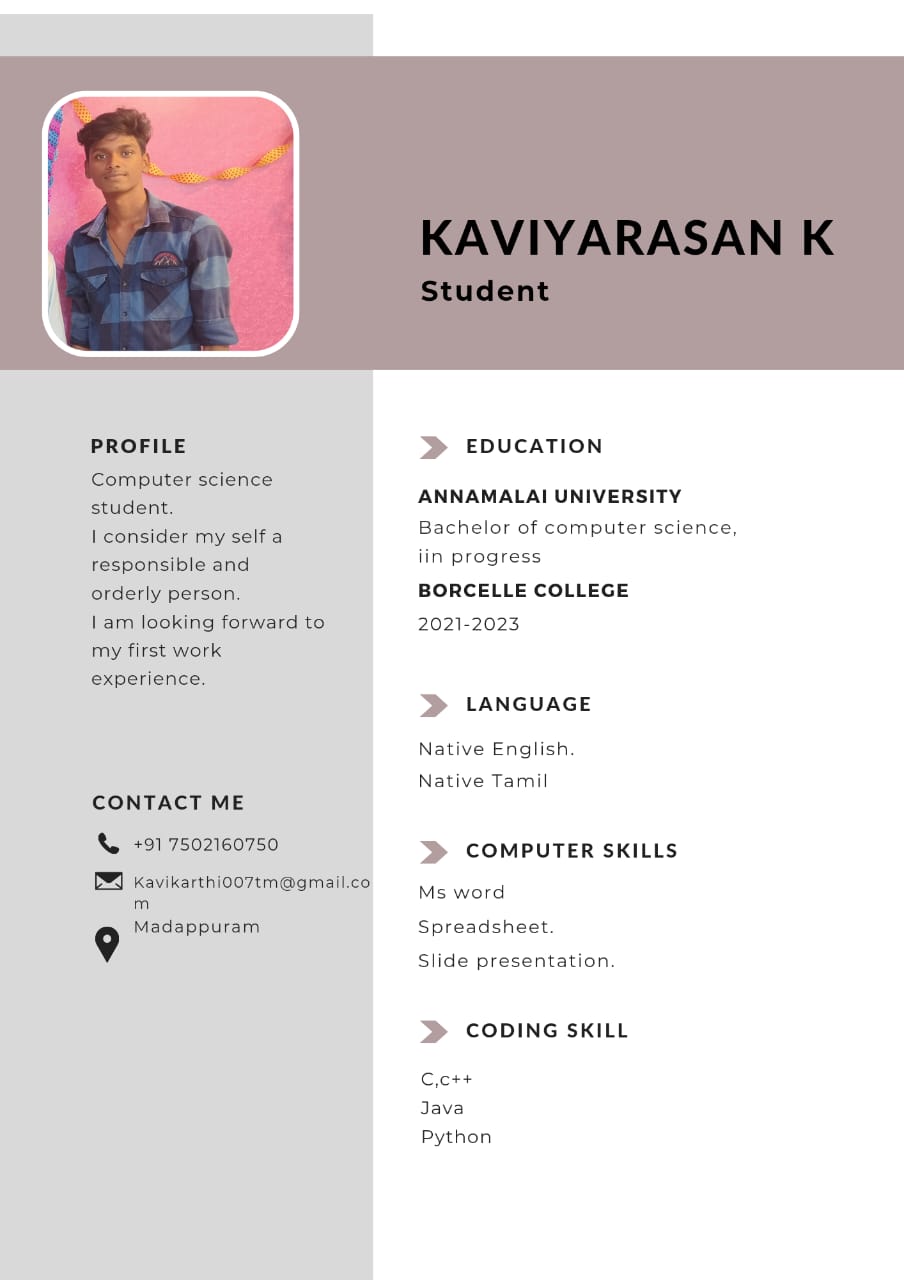 KAVIYARASAN K
Student
PROFILE
Computer science
student.
I consider my self a
responsible and
orderly person.
I am looking forward to
my first work
experience.
CONTACT ME
+91 7502160750
Kavikarthi007tm@gmail.co
m
Madappuram
EDUCATION
ANNAMALAI UNIVERSITY
Bachelor of computer science,
iin progress
BORCELLE COLLEGE
2021-2023
LANGUAGE
Native English.
Native Tamil
COMPUTER SKILLS
Ms word
Spreadsheet.
Slide presentation.
CODING SKILL
C,c++
Java
Python